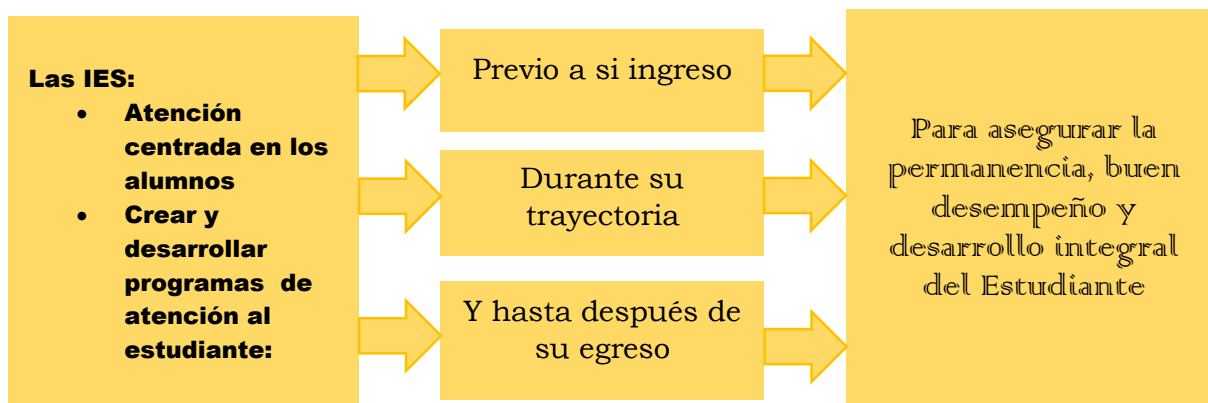 Las IES:
• Atención
centrada en los
alumnos
• Crear y
desarrollar
programas de
atención al
estudiante:
Previo a si ingreso
Durante su
trayectoria
Y hasta después de
su egreso
Para asegurar la
permanencia, buen
desempeño y
desarrollo integral
del Estudiante